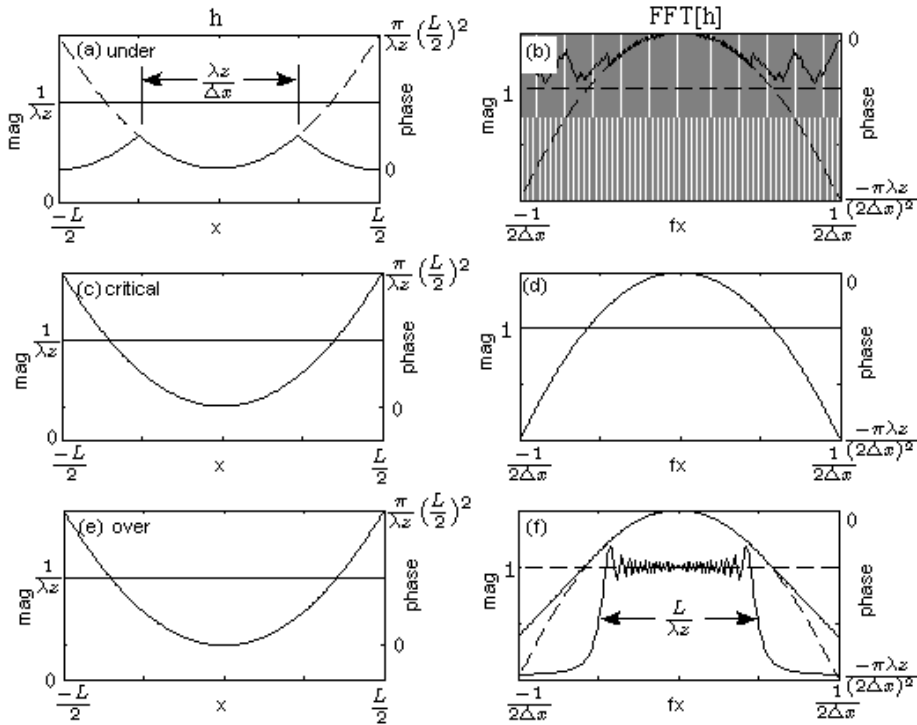 h
FFT[h]
(a) under
λz/Δx
π/λz (L/2)²
1/λz
mag
0
phase
0
-L/2
x
L/2
(b)
0
1
mag
phase
-πλz/(2Δx)²
-1/2Δx
fx
1/2Δx
(c) critical
π/λz (L/2)²
1/λz
mag
0
phase
0
-L/2
x
L/2
(d)
0
1
mag
phase
-πλz/(2Δx)²
-1/2Δx
fx
1/2Δx
(e) over
π/λz (L/2)²
1/λz
mag
0
phase
0
-L/2
x
L/2
(f)
0
1
mag
L/λz
phase
-πλz/(2Δx)²
-1/2Δx
fx
1/2Δx